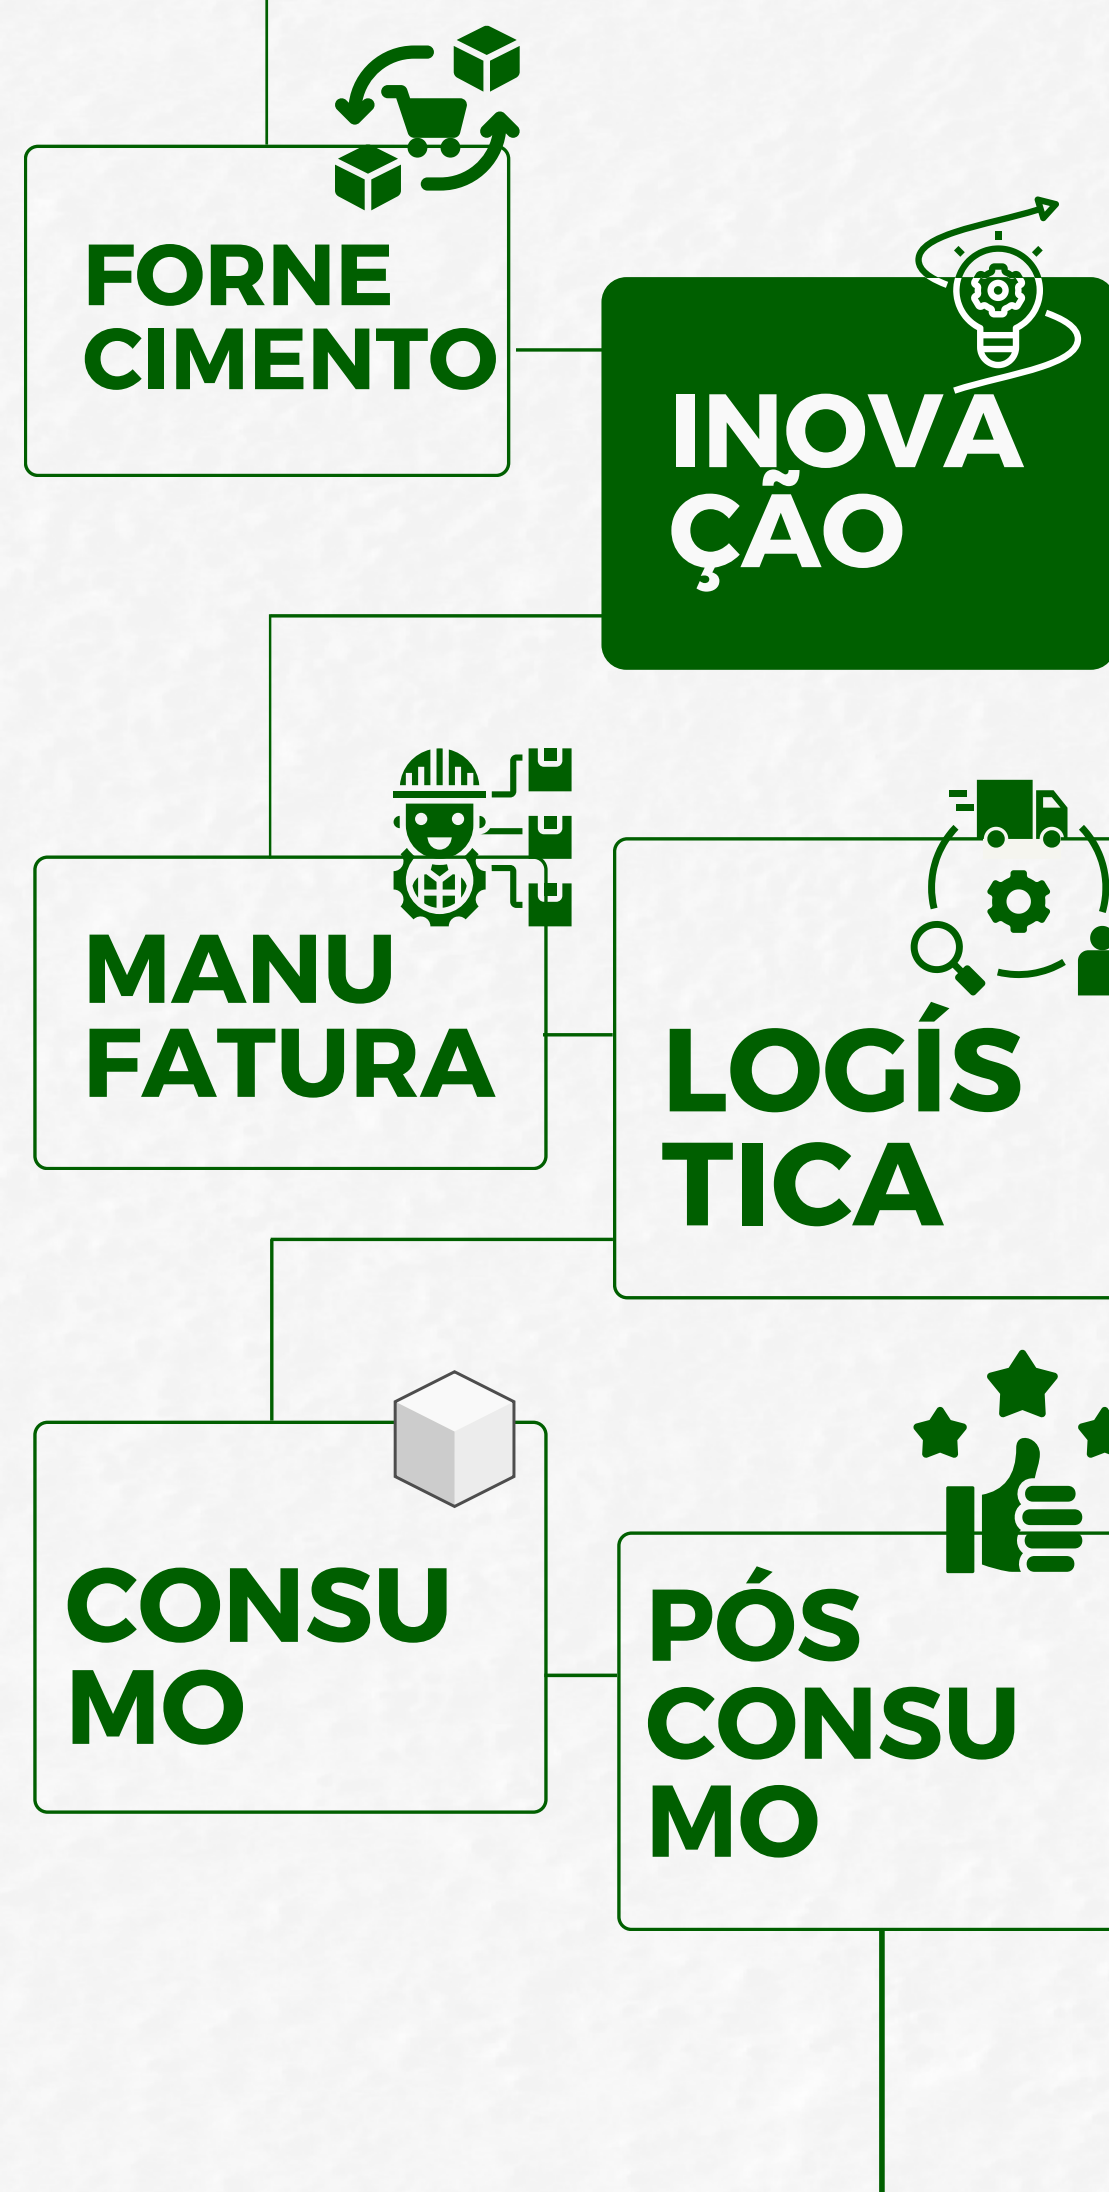 FORNE
CIMENTO
INOVA
ÇÃO
MANU
FATURA
LOGÍS
TICA
CONSU
MO
PÓS
CONSU
MO